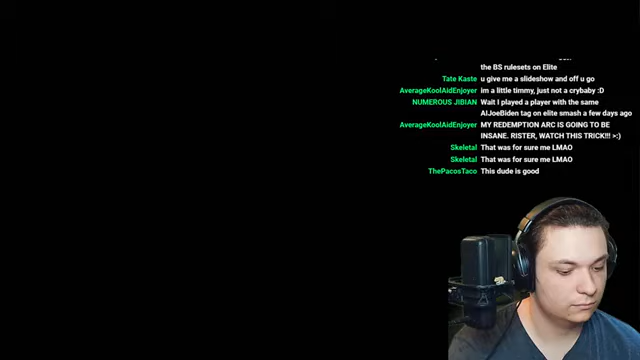 the BS rulesets on Elite
Tate Kaste u give me a slideshow and off u go
AverageKoolAidEnjoyer im a little timmy, just not a crybaby :D
NUMEROUS JIBIAN Wait I played a player with the same
AIJoeBiden tag on elite smash a few days ago
AverageKoolAidEnjoyer MY REDEMPTION ARC IS GOING TO BE
INSANE. RISTER, WATCH THIS TRICK!!! >:)
Skeletal That was for sure me LMAO
Skeletal That was for sure me LMAO
ThePacosTaco This dude is good